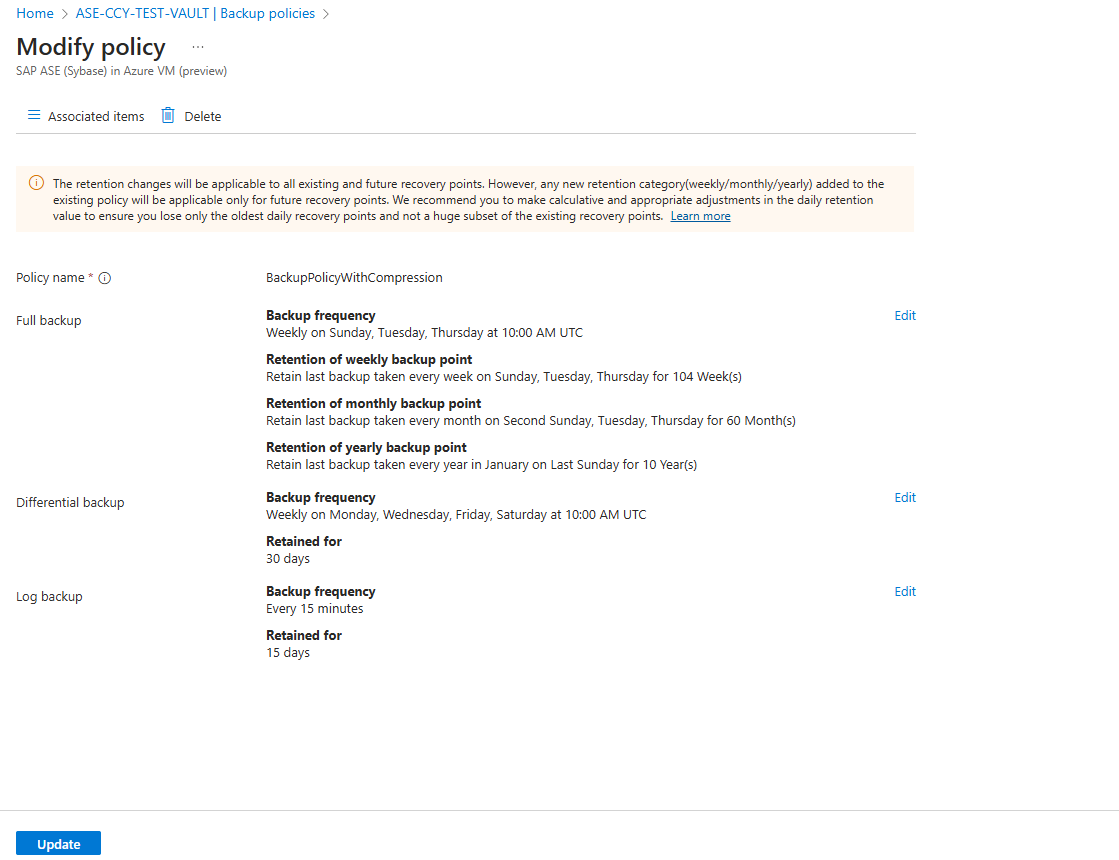 Home > ASE-CCY-TEST-VAULT | Backup policies >
Modify policy ...
SAP ASE (Sybase) in Azure VM (preview)
Associated items Delete
The retention changes will be applicable to all existing and future recovery points. However, any new retention category(weekly/monthly/yearly) added to the
existing policy will be applicable only for future recovery points. We recommend you to make calculative and appropriate adjustments in the daily retention
value to ensure you lose only the oldest daily recovery points and not a huge subset of the existing recovery points. Learn more
Policy name * BackupPolicyWithCompression
Full backup
Backup frequency Edit
Weekly on Sunday, Tuesday, Thursday at 10:00 AM UTC
Retention of weekly backup point
Retain last backup taken every week on Sunday, Tuesday, Thursday for 104 Week(s)
Retention of monthly backup point
Retain last backup taken every month on Second Sunday, Tuesday, Thursday for 60 Month(s)
Retention of yearly backup point
Retain last backup taken every year in January on Last Sunday for 10 Year(s)
Differential backup
Backup frequency Edit
Weekly on Monday, Wednesday, Friday, Saturday at 10:00 AM UTC
Retained for
30 days
Log backup
Backup frequency Edit
Every 15 minutes
Retained for
15 days
Update